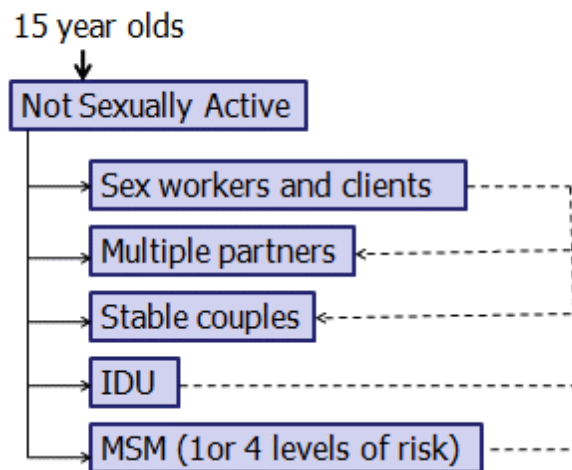 15 year olds
Not Sexually Active
Sex workers and clients
Multiple partners
Stable couples
IDU
MSM (1or 4 levels of risk)